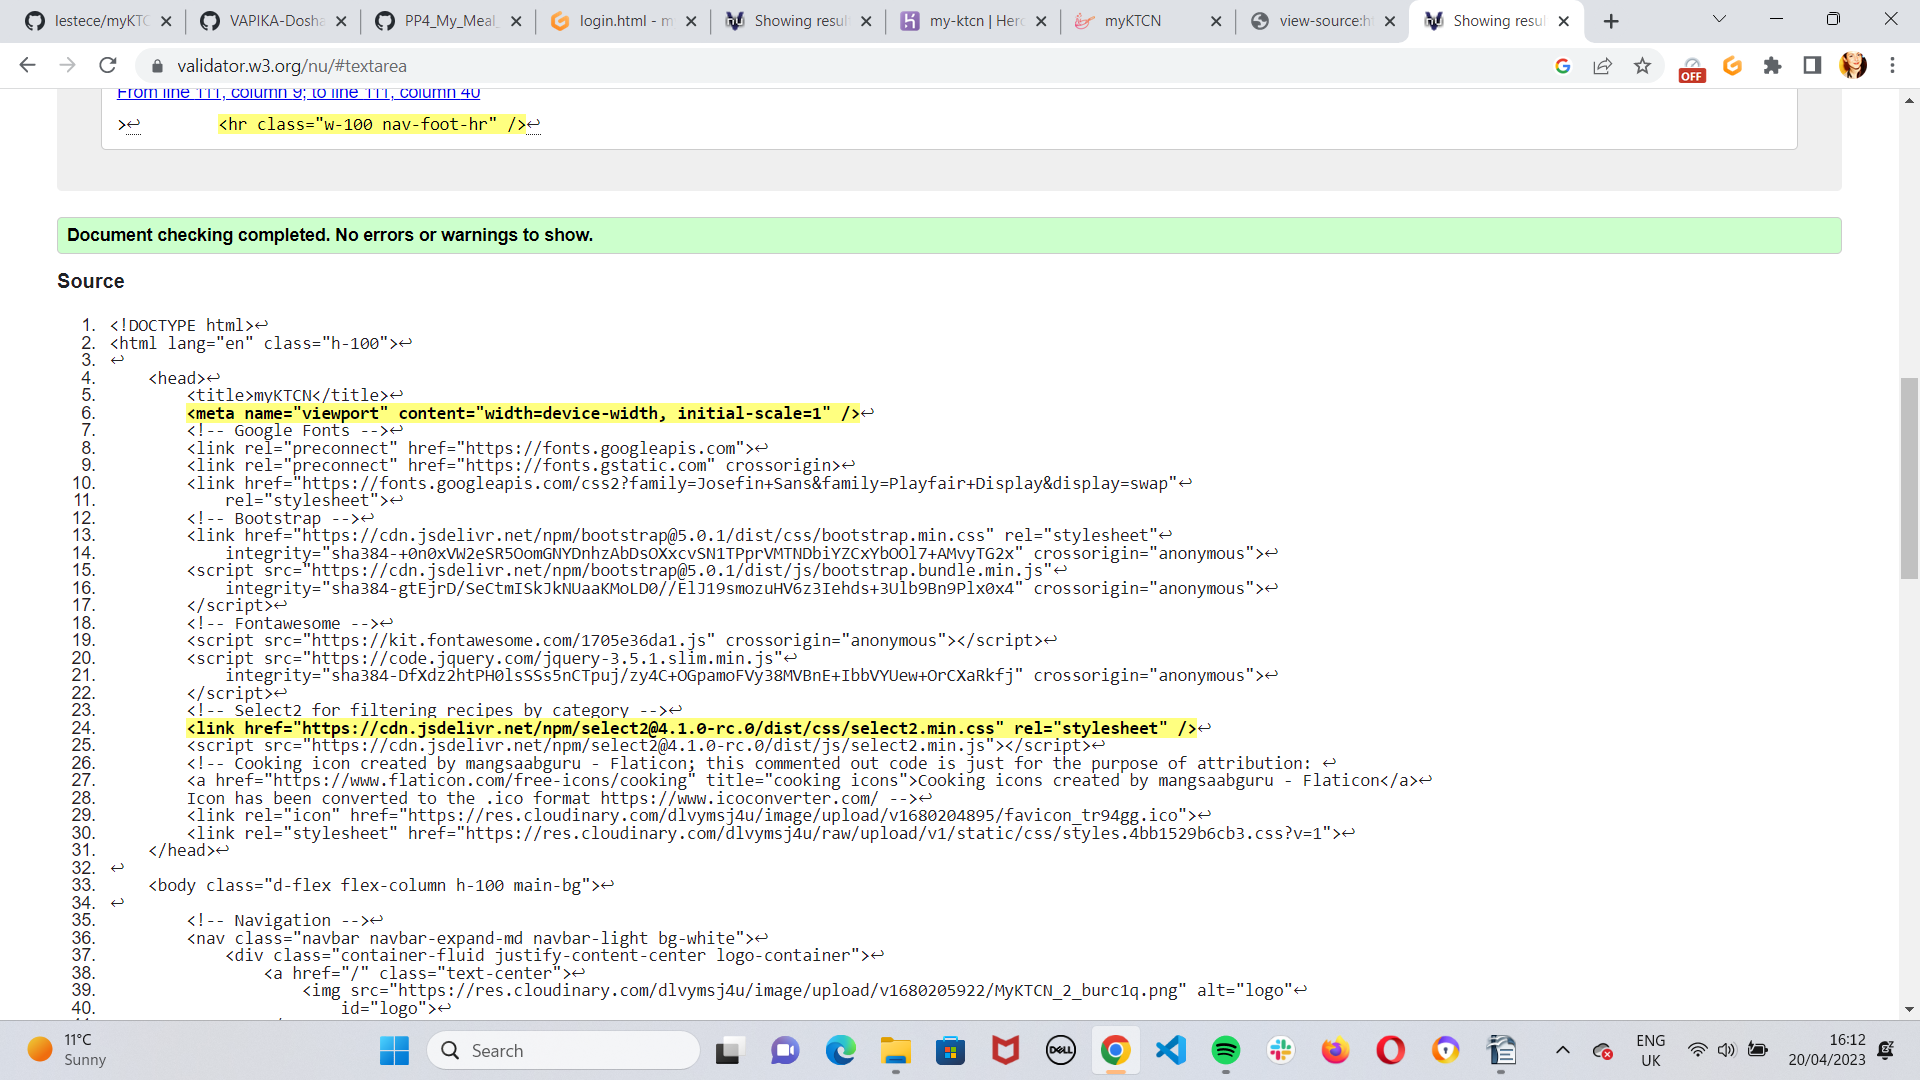 lestece/myKTC
VAPIKA-Dosha
PP4_My_Meal_
login.html - m
Showing resul
my-ktcn | Hero
myKTCN
view-source:ht
Showing resul
validator.w3.org/nu/#textarea
OFF
From line 111, column 9; to line 111, column 40
>↩        <hr class="w-100 nav-foot-hr" />↩
Document checking completed. No errors or warnings to show.
Source
1. <!DOCTYPE html>↩
2. <html lang="en" class="h-100">↩
3. ↩
4.     <head>↩
5.         <title>myKTCN</title>↩
6.         <meta name="viewport" content="width=device-width, initial-scale=1" />↩
7.         <!-- Google Fonts -->↩
8.         <link rel="preconnect" href="https://fonts.googleapis.com">↩
9.         <link rel="preconnect" href="https://fonts.gstatic.com" crossorigin>↩
10.         <link href="https://fonts.googleapis.com/css2?family=Josefin+Sans&family=Playfair+Display&display=swap"↩
11.             rel="stylesheet">↩
12.         <!-- Bootstrap -->↩
13.         <link href="https://cdn.jsdelivr.net/npm/bootstrap@5.0.1/dist/css/bootstrap.min.css" rel="stylesheet"↩
14.             integrity="sha384-+0n0xVW2eSR5OomGNYDnhzAbDsOXxcvSN1TPprVMTNDbiYZCxYbOOl7+AMvyTG2x" crossorigin="anonymous">↩
15.         <script src="https://cdn.jsdelivr.net/npm/bootstrap@5.0.1/dist/js/bootstrap.bundle.min.js"↩
16.             integrity="sha384-gtEjrD/SeCtmISkJkNUaaKMoLD0//ElJ19smozuHV6z3Iehds+3Ulb9Bn9Plx0x4" crossorigin="anonymous">↩
17.         </script>↩
18.         <!-- Fontawesome -->↩
19.         <script src="https://kit.fontawesome.com/1705e36da1.js" crossorigin="anonymous"></script>↩
20.         <script src="https://code.jquery.com/jquery-3.5.1.slim.min.js"↩
21.             integrity="sha384-DfXdz2htPH0lsSSs5nCTpuj/zy4C+OGpamoFVy38MVBnE+IbbVYUew+OrCXaRkfj" crossorigin="anonymous">↩
22.         </script>↩
23.         <!-- Select2 for filtering recipes by category -->↩
24.         <link href="https://cdn.jsdelivr.net/npm/select2@4.1.0-rc.0/dist/css/select2.min.css" rel="stylesheet" />↩
25.         <script src="https://cdn.jsdelivr.net/npm/select2@4.1.0-rc.0/dist/js/select2.min.js"></script>↩
26.         <!-- Cooking icon created by mangsaabguru - Flaticon; this commented out code is just for the purpose of attribution: ↩
27.         <a href="https://www.flaticon.com/free-icons/cooking" title="cooking icons">Cooking icons created by mangsaabguru - Flaticon</a>↩
28.         Icon has been converted to the .ico format https://www.icoconverter.com/ -->↩
29.         <link rel="icon" href="https://res.cloudinary.com/dlvymsj4u/image/upload/v1680204895/favicon_tr94gg.ico">↩
30.         <link rel="stylesheet" href="https://res.cloudinary.com/dlvymsj4u/raw/upload/v1/static/css/styles.4bb1529b6cb3.css?v=1">↩
31.     </head>↩
32. ↩
33.     <body class="d-flex flex-column h-100 main-bg">↩
34. ↩
35.         <!-- Navigation -->↩
36.         <nav class="navbar navbar-expand-md navbar-light bg-white">↩
37.             <div class="container-fluid justify-content-center logo-container">↩
38.                 <a href="/" class="text-center">↩
39.                     <img src="https://res.cloudinary.com/dlvymsj4u/image/upload/v1680205922/MyKTCN_2_burc1q.png" alt="logo"↩
40.                         id="logo">↩
11°C
Sunny
Search
DELL
ENG
UK
16:12
20/04/2023